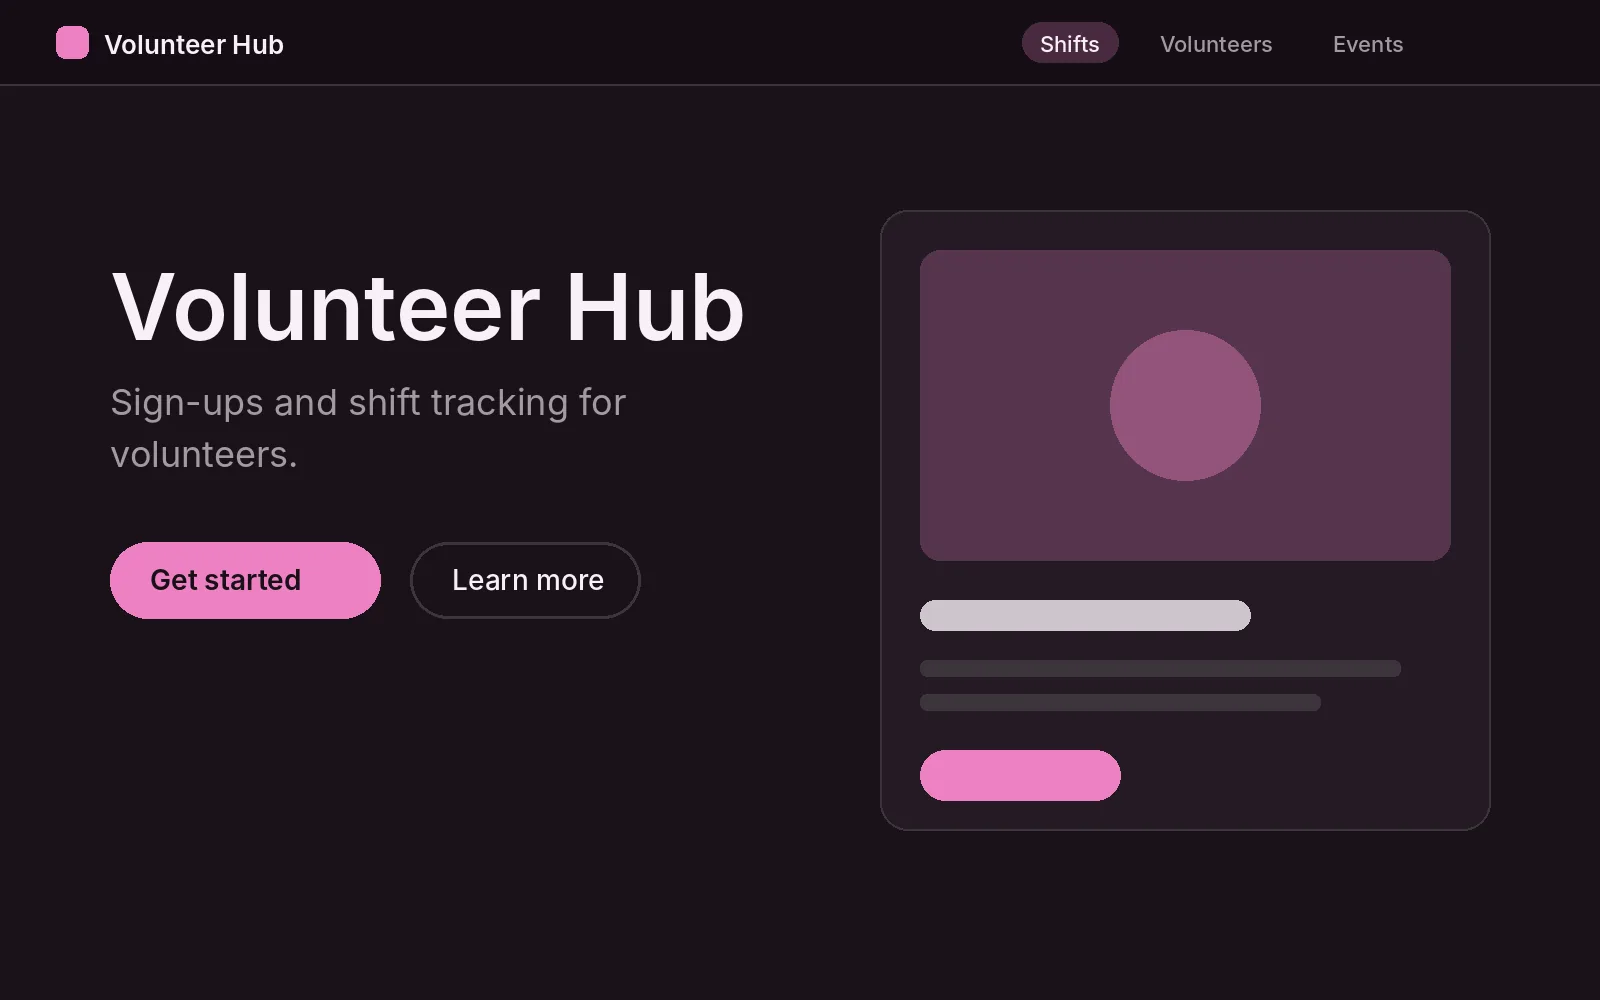 Volunteer Hub
Shifts
Volunteers
Events
Volunteer Hub
Sign-ups and shift tracking for
volunteers.
Get started
Learn more